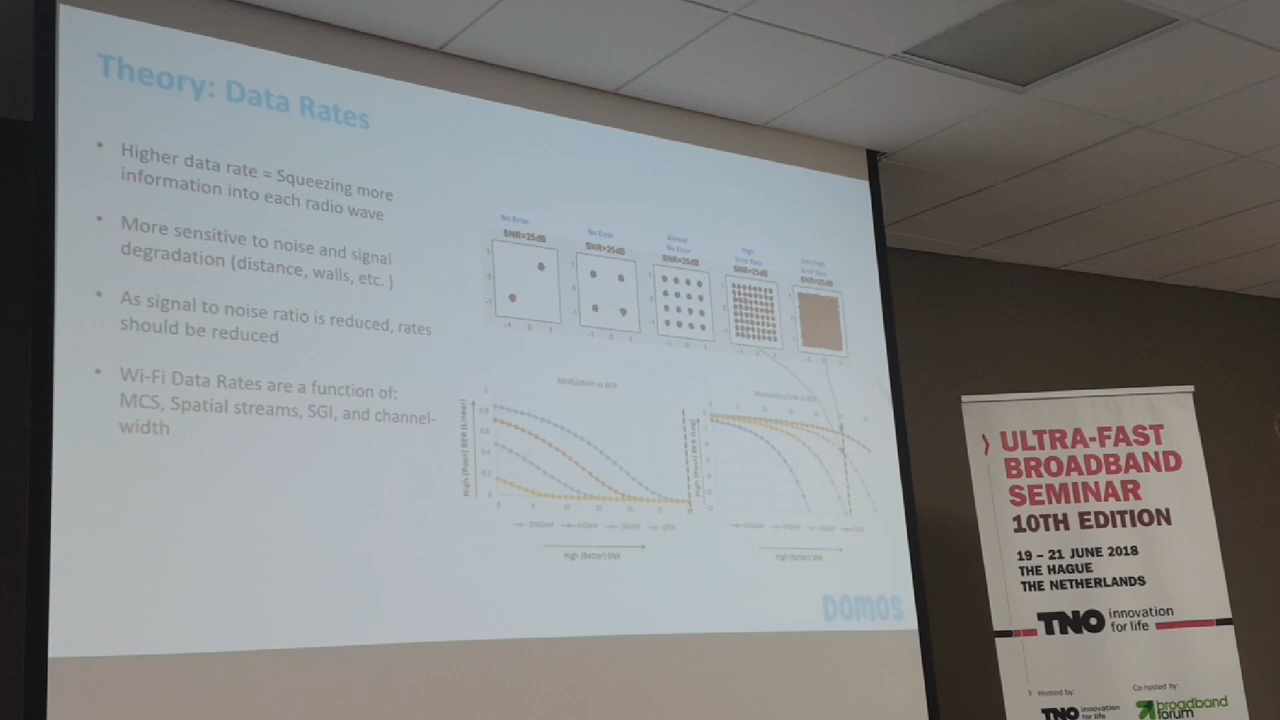 Theory: Data Rates
• Higher data rate = Squeezing more
information into each radio wave
• More sensitive to noise and signal
degradation (distance, walls, etc. )
• As signal to noise ratio is reduced, rates
should be reduced
• Wi-Fi Data Rates are a function of:
MCS, Spatial streams, SGI, and channel-
width
No Error
SNR=25dB
No Error
SNR=25dB
Almost
No Error
SNR=25dB
High
Error Rate
SNR=25dB
Very High
Error Rate
SNR=25dB
Modulation vs BER
High (Poor) BER (Linear)
High (Better) SNR
High (Poor) BER (Log)
High (Better) SNR
DOMOS
ULTRA-FAST
BROADBAND
SEMINAR
10TH EDITION
19 – 21 JUNE 2018
THE HAGUE
THE NETHERLANDS
TNO innovation
for life
Hosted by:
TNO innovation
for life
Co hosted by:
broadband
forum